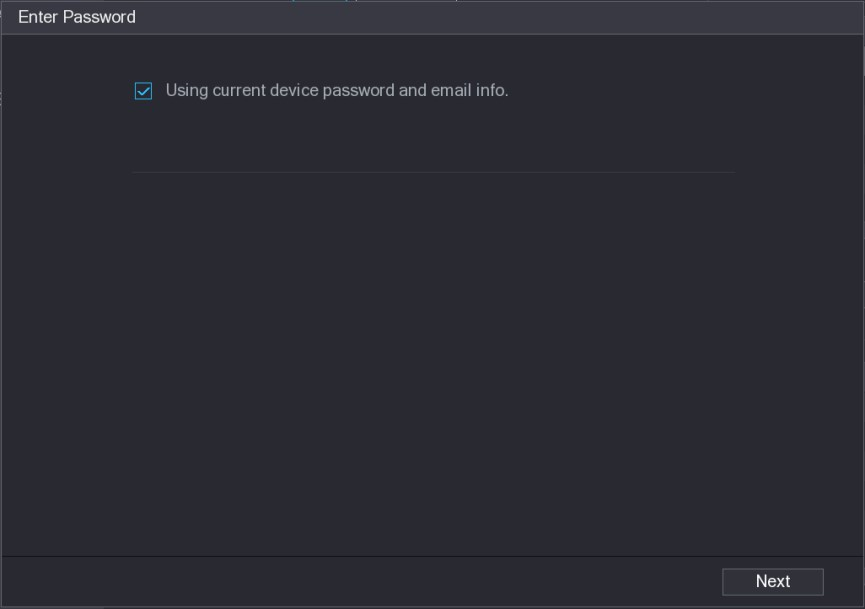 Enter Password
Using current device password and email info.
Next